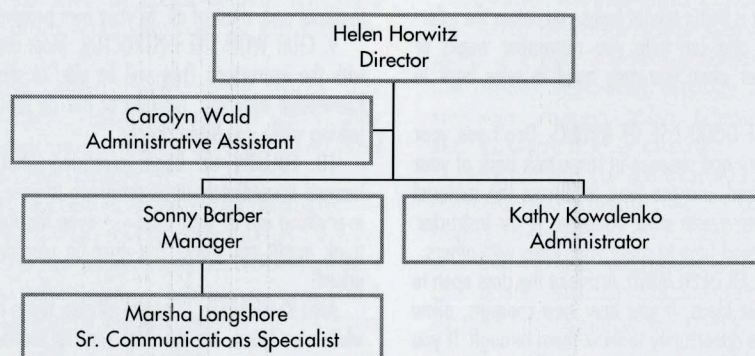 Helen Horwitz
Director
Carolyn Wald
Administrative Assistant
Sonny Barber
Manager
Kathy Kowalenko
Administrator
Marsha Longshore
Sr. Communications Specialist